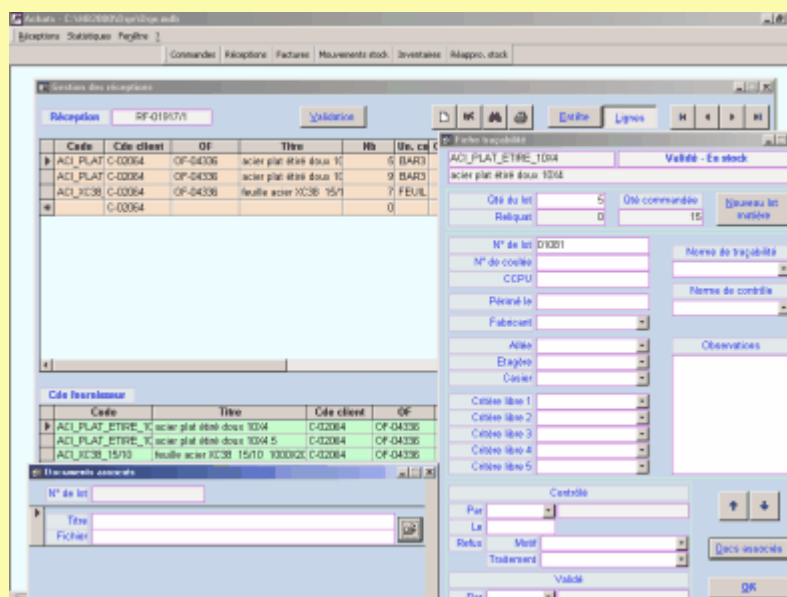 Achats - C:\HB2000\Dge\Dge.mdb
Réceptions Statistiques Fenêtre ?
Commandes Réceptions Factures Mouvements stock Inventaires Réappro. stock
Gestion des réceptions
Réception RF-01917/1 Validation Entête Lignes
Code Cde client OF Titre Nb Un. ca
ACI_PLAT C-02064 OF-04336 acier plat étiré doux 10 5 BAR3
ACI_PLAT C-02064 OF-04336 acier plat étiré doux 10 9 BAR3
ACI_XC38 C-02064 OF-04336 feuille acier XC38 15/1 7 FEUIL
C-02064 0
Cde fournisseur
Code Titre Cde client OF
ACI_PLAT_ETIRE_10 acier plat étiré doux 10X4 C-02064 OF-04336
ACI_PLAT_ETIRE_10 acier plat étiré doux 10X4.5 C-02064 OF-04336
ACI_XC38_15/10 feuille acier XC38 15/10 1000X20 C-02064 OF-04336
Documents associés
N° de lot
Titre
Fichier
Fiche traçabilité
ACI_PLAT_ETIRE_10X4 Validé - En stock
acier plat étiré doux 10X4
Qté du lot 5 Qté commandée Nouveau lot matière
Reliquat 0 15
N° de lot 01081 Norme de traçabilité
N° de coulée
CCPU Norme de contrôle
Périmé le
Fabricant
Allée Observations
Etagère
Casier
Critère libre 1
Critère libre 2
Critère libre 3
Critère libre 4
Critère libre 5
Contrôlé
Par
Le
Refus Motif
Traitement Docs associés
Validé
Par OK